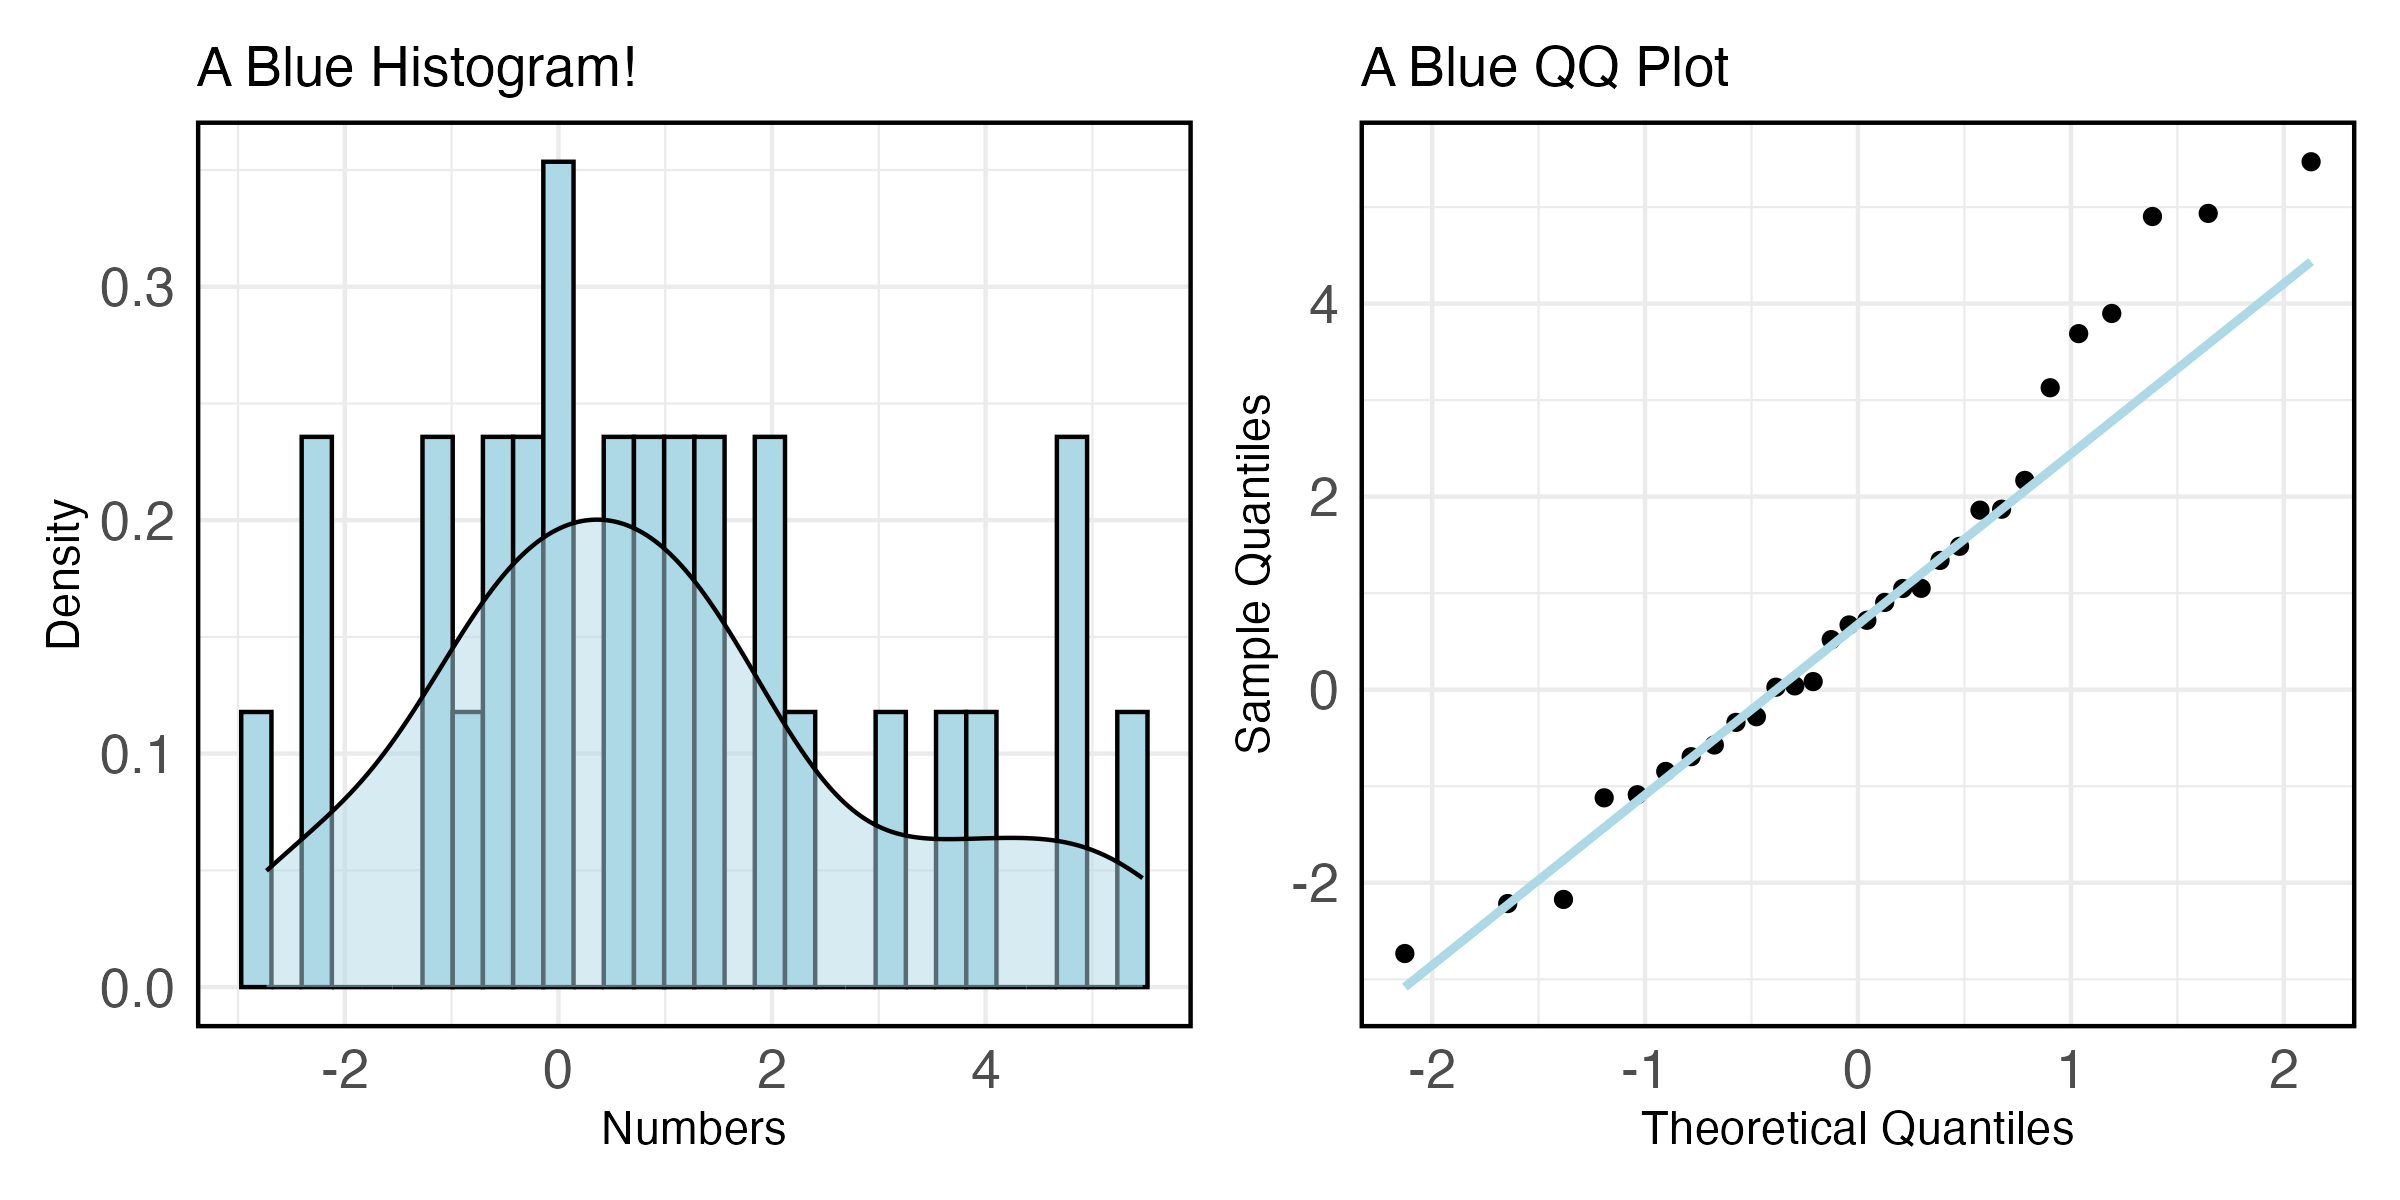 A Blue Histogram!
Density
0.3
0.2
0.1
0.0
-2 0 2 4
Numbers
A Blue QQ Plot
Sample Quantiles
4
2
0
-2
-2 -1 0 1 2
Theoretical Quantiles